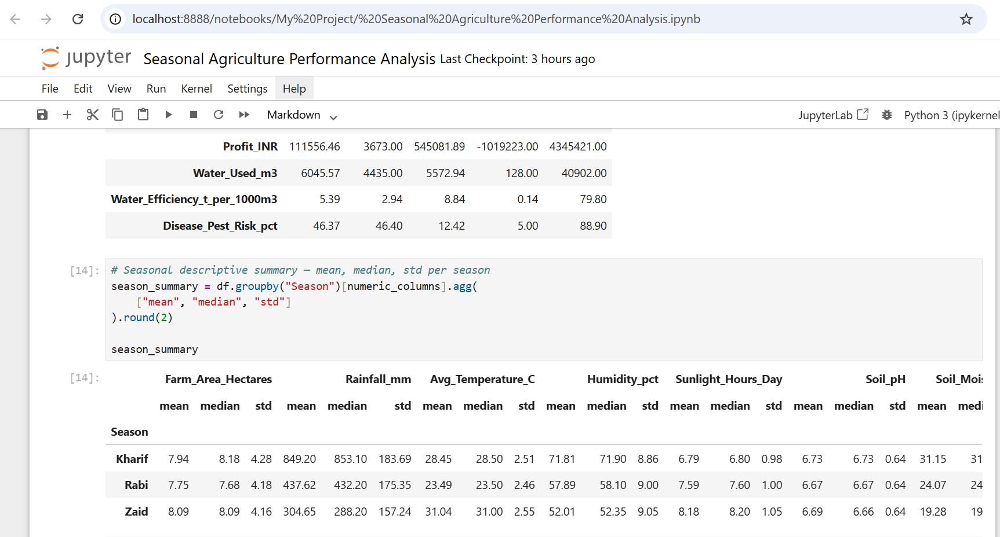 localhost:8888/notebooks/My%20Project/%20Seasonal%20Agriculture%20Performance%20Analysis.ipynb
jupyter Seasonal Agriculture Performance Analysis Last Checkpoint: 3 hours ago
File Edit View Run Kernel Settings Help
Markdown JupyterLab Python 3 (ipykernel
Profit_INR 111556.46 3673.00 545081.89 -1019223.00 4345421.00
Water_Used_m3 6045.57 4435.00 5572.94 128.00 40902.00
Water_Efficiency_t_per_1000m3 5.39 2.94 8.84 0.14 79.80
Disease_Pest_Risk_pct 46.37 46.40 12.42 5.00 88.90
[14]: # Seasonal descriptive summary — mean, median, std per season
season_summary = df.groupby("Season")[numeric_columns].agg(
["mean", "median", "std"]
).round(2)
season_summary
[14]: Farm_Area_Hectares Rainfall_mm Avg_Temperature_C Humidity_pct Sunlight_Hours_Day Soil_pH Soil_Mois
mean median std mean median std mean median std mean median std mean median std mean median std mean medi
Season
Kharif 7.94 8.18 4.28 849.20 853.10 183.69 28.45 28.50 2.51 71.81 71.90 8.86 6.79 6.80 0.98 6.73 6.73 0.64 31.15 31
Rabi 7.75 7.68 4.18 437.62 432.20 175.35 23.49 23.50 2.46 57.89 58.10 9.00 7.59 7.60 1.00 6.67 6.67 0.64 24.07 24
Zaid 8.09 8.09 4.16 304.65 288.20 157.24 31.04 31.00 2.55 52.01 52.35 9.05 8.18 8.20 1.05 6.69 6.66 0.64 19.28 19